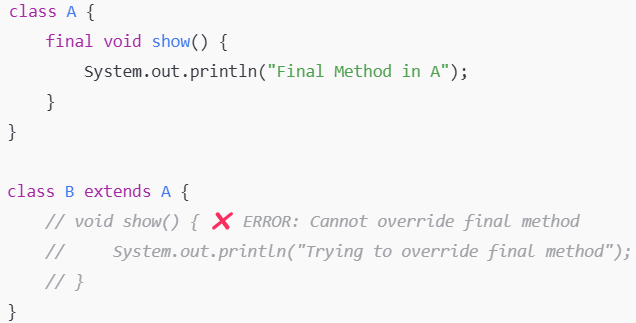 class A {
    final void show() {
        System.out.println("Final Method in A");
    }
}

class B extends A {
    // void show() { ❌ ERROR: Cannot override final method
    //     System.out.println("Trying to override final method");
    // }
}